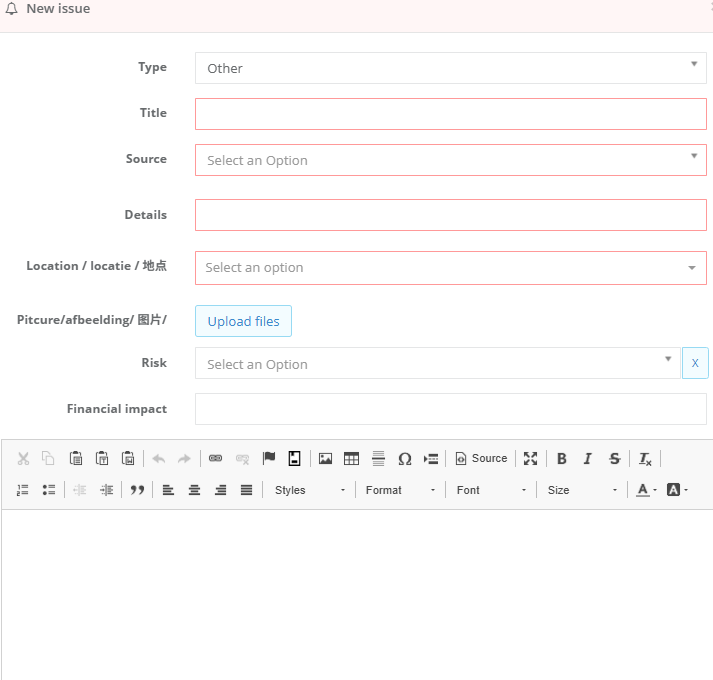 New issue
Type
Other
Title
Source
Select an Option
Details
Location / locatie / 地点
Select an option
Pitcure/afbeelding/ 图片/
Upload files
Risk
Select an Option
X
Financial impact
Source
B I S Tx
Styles Format Font Size A A